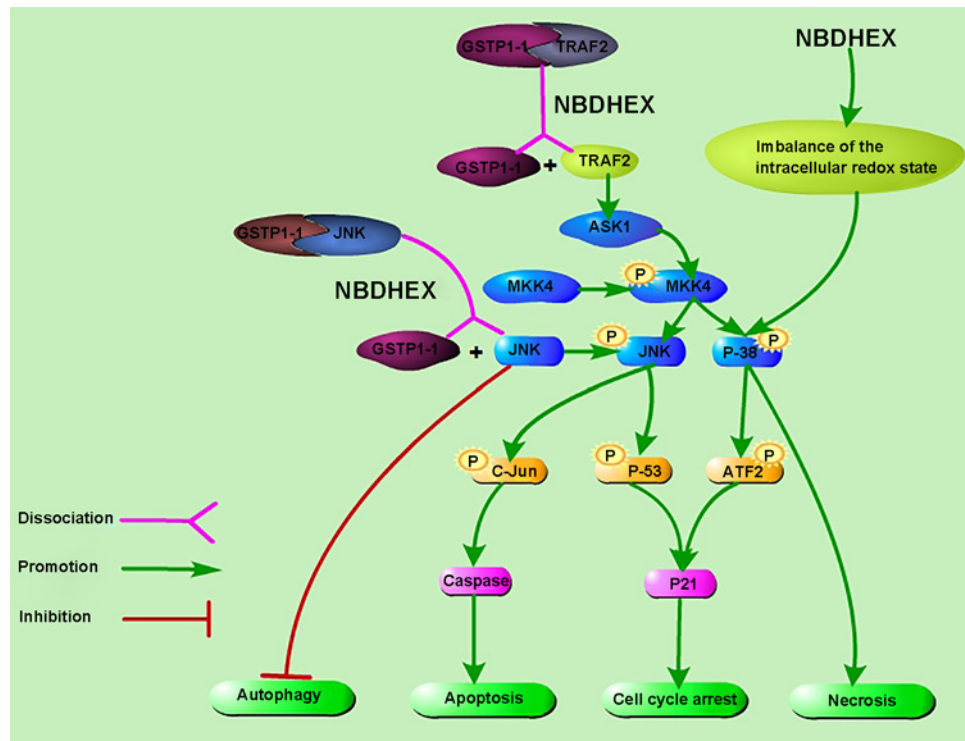 GSTP1-1 TRAF2
NBDHEX
NBDHEX
GSTP1-1 + TRAF2
Imbalance of the
intracellular redox state
ASK1
GSTP1-1 JNK
NBDHEX
MKK4
P
MKK4
GSTP1-1 + JNK
P
JNK
P-38
P
P
C-Jun
P
P-53
ATF2
P
Dissociation
Promotion
Inhibition
Caspase
P21
Autophagy
Apoptosis
Cell cycle arrest
Necrosis